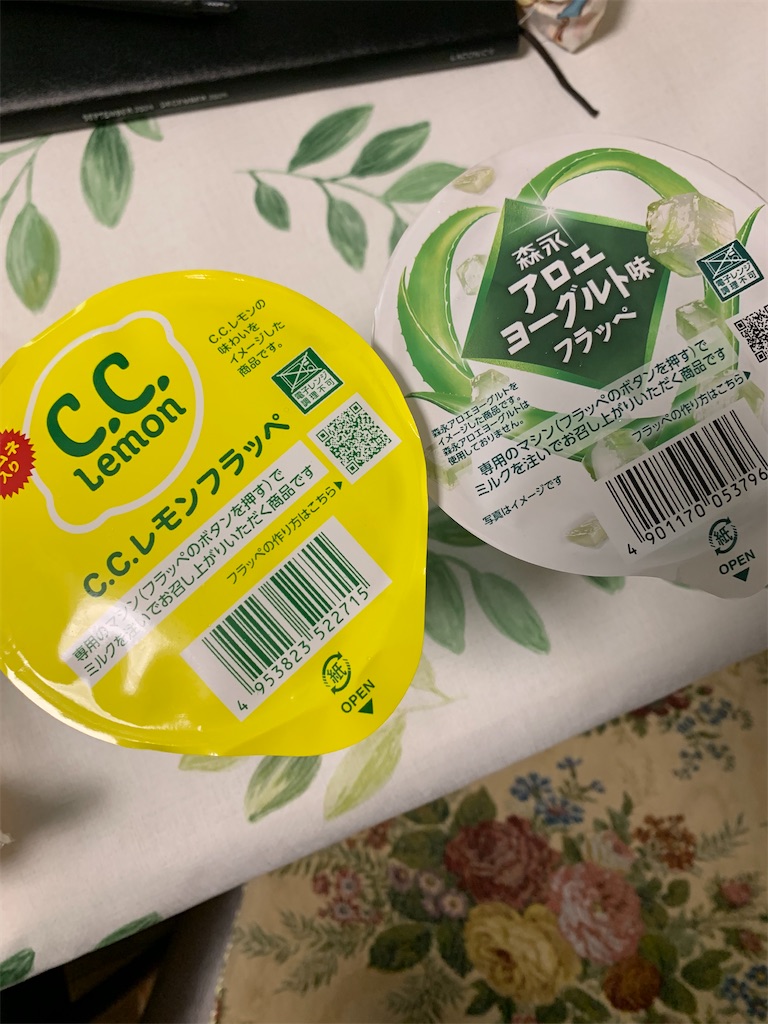 C.C.
Lemon
C.C.レモンの
味わいを
イメージした
商品です。
電子レンジ
調理不可
入り
C.C.レモンフラッペ
専用のマシン(フラッペのボタンを押す)で
ミルクを注いでお召し上がりいただく商品です
フラッペの作り方はこちら▶
4 953823 522715
紙
OPEN
森永
アロエ
ヨーグルト味
フラッペ
電子レンジ
調理不可
森永アロエヨーグルトを
イメージした商品です。
森永アロエヨーグルトは
使用しておりません。
専用のマシン(フラッペのボタンを押す)で
ミルクを注いでお召し上がりいただく商品です
フラッペの作り方はこちら▶
写真はイメージです
4 901170 053796
紙
OPEN